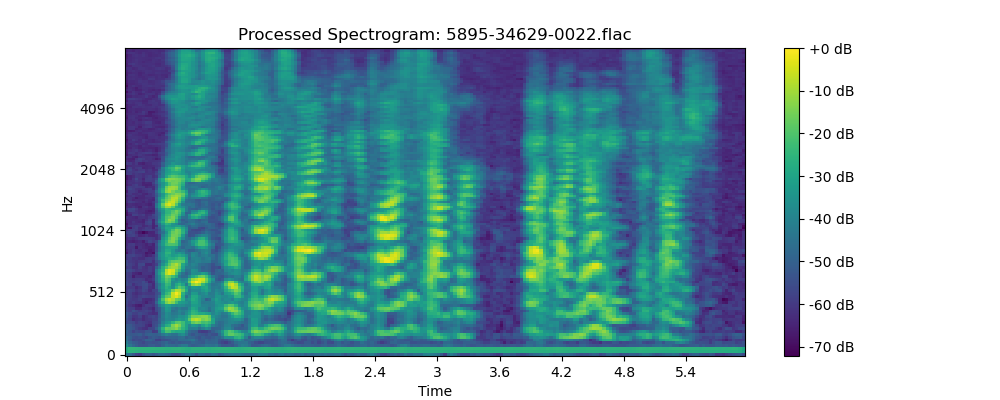 Processed Spectrogram: 5895-34629-0022.flac
Hz
4096
2048
1024
512
0
0 0.6 1.2 1.8 2.4 3 3.6 4.2 4.8 5.4
Time
+0 dB
-10 dB
-20 dB
-30 dB
-40 dB
-50 dB
-60 dB
-70 dB